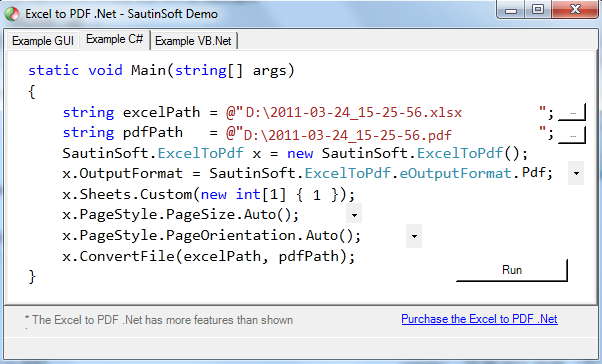 Excel to PDF .Net - SautinSoft Demo
Example GUI Example C# Example VB.Net
static void Main(string[] args)
{
string excelPath = @"D:\2011-03-24_15-25-56.xlsx "; ...
string pdfPath = @"D:\2011-03-24_15-25-56.pdf "; ...
SautinSoft.ExcelToPdf x = new SautinSoft.ExcelToPdf();
x.OutputFormat = SautinSoft.ExcelToPdf.eOutputFormat.Pdf;
x.Sheets.Custom(new int[1] { 1 });
x.PageStyle.PageSize.Auto();
x.PageStyle.PageOrientation.Auto();
x.ConvertFile(excelPath, pdfPath);
}
Run
* The Excel to PDF .Net has more features than shown
Purchase the Excel to PDF .Net